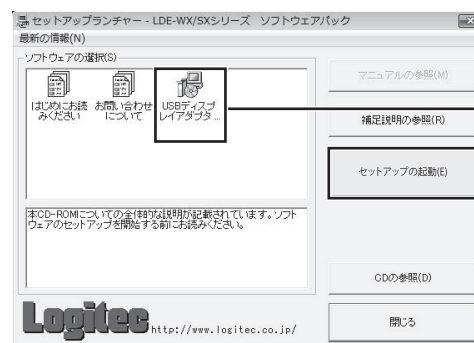 セットアップランチャー - LDE-WX/SXシリーズ ソフトウェアパック
最新の情報(N)
ソフトウェアの選択(S)
はじめにお読
みください
お問い合わせ
について
USBディスプ
レイアダプタ ...
マニュアルの参照(M)
補足説明の参照(R)
セットアップの起動(E)
本CD-ROMについての全体的な説明が記載されています。ソフト
ウェアのセットアップを開始する前にお読みください。
CDの参照(D)
Logitec
http://www.logitec.co.jp/
閉じる